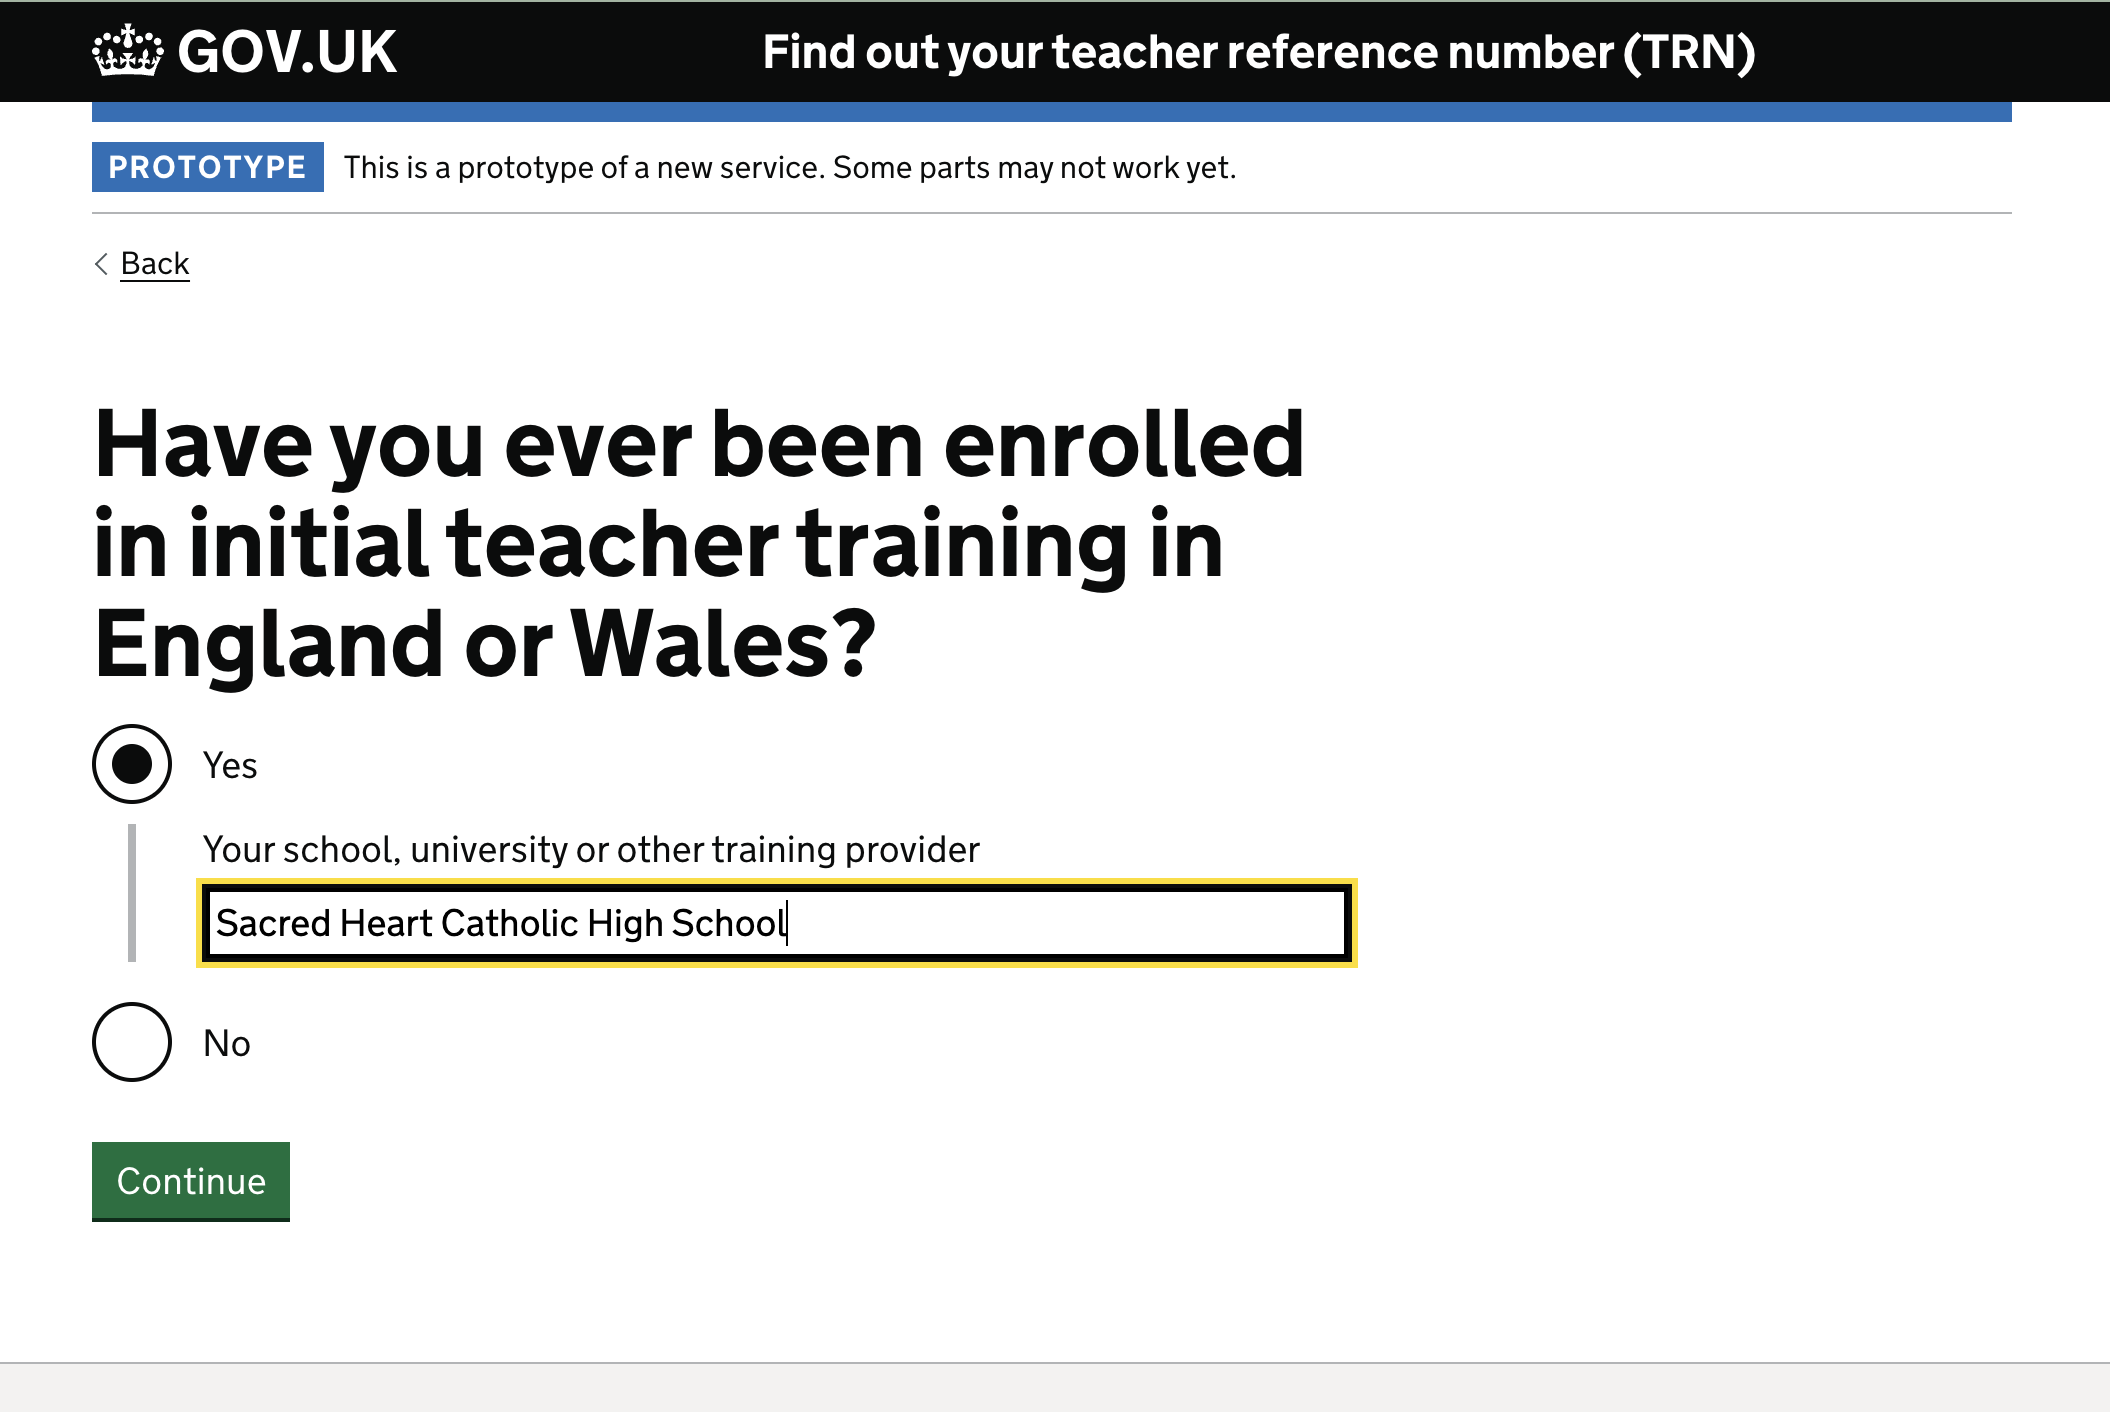 GOV.UK
Find out your teacher reference number (TRN)
PROTOTYPE This is a prototype of a new service. Some parts may not work yet.
Back
Have you ever been enrolled
in initial teacher training in
England or Wales?
Yes
Your school, university or other training provider
Sacred Heart Catholic High School
No
Continue